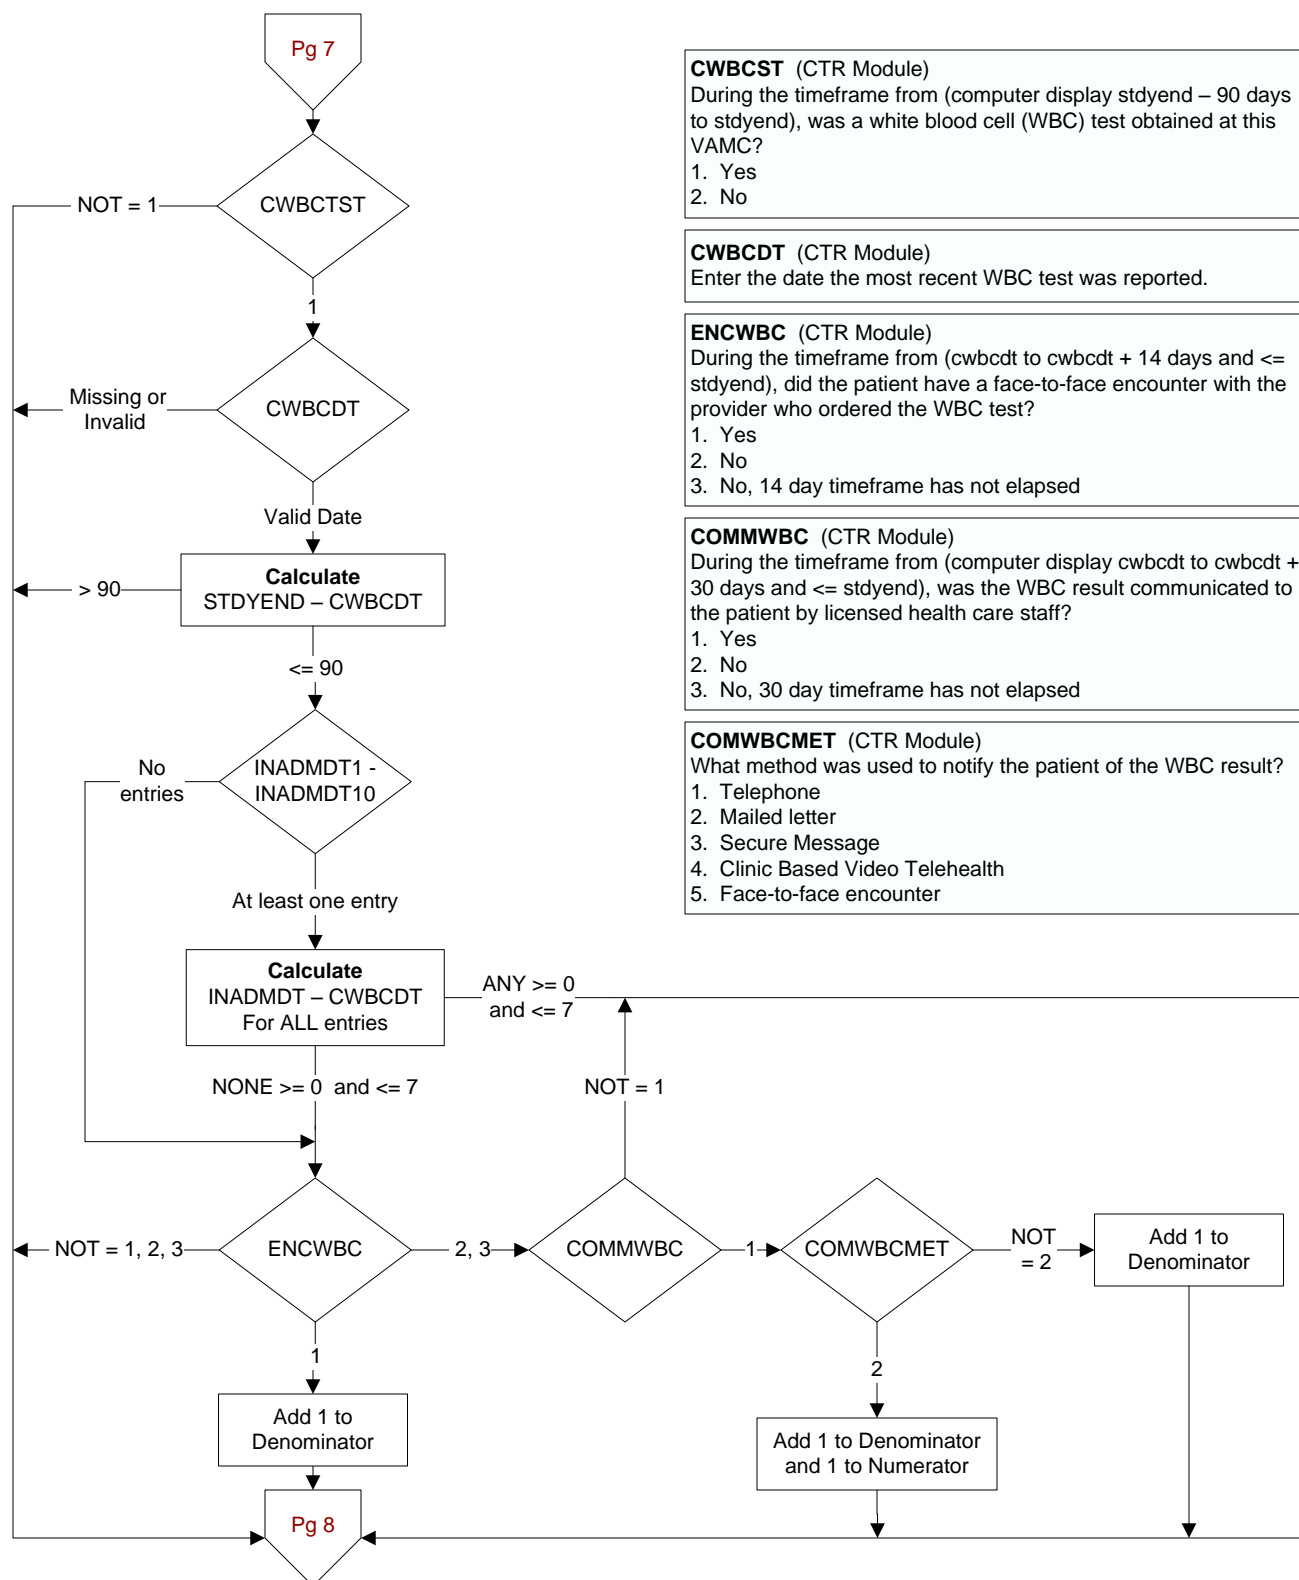 Pg 7
CWBCTST
NOT = 1
1
CWBCDT
Missing or
Invalid
Valid Date
Calculate
STDYEND – CWBCDT
> 90
<= 90
INADMDT1 -
INADMDT10
No
entries
At least one entry
Calculate
INADMDT – CWBCDT
For ALL entries
ANY >= 0
and <= 7
NONE >= 0 and <= 7
NOT = 1
NOT = 1, 2, 3
ENCWBC
2, 3
COMMWBC
1
COMWBCMET
NOT
= 2
Add 1 to
Denominator
1
2
Add 1 to
Denominator
Add 1 to Denominator
and 1 to Numerator
Pg 8
CWBCST (CTR Module)
During the timeframe from (computer display stdyend – 90 days
to stdyend), was a white blood cell (WBC) test obtained at this
VAMC?
1. Yes
2. No
CWBCDT (CTR Module)
Enter the date the most recent WBC test was reported.
ENCWBC (CTR Module)
During the timeframe from (cwbcdt to cwbcdt + 14 days and <=
stdyend), did the patient have a face-to-face encounter with the
provider who ordered the WBC test?
1. Yes
2. No
3. No, 14 day timeframe has not elapsed
COMMWBC (CTR Module)
During the timeframe from (computer display cwbcdt to cwbcdt +
30 days and <= stdyend), was the WBC result communicated to
the patient by licensed health care staff?
1. Yes
2. No
3. No, 30 day timeframe has not elapsed
COMWBCMET (CTR Module)
What method was used to notify the patient of the WBC result?
1. Telephone
2. Mailed letter
3. Secure Message
4. Clinic Based Video Telehealth
5. Face-to-face encounter